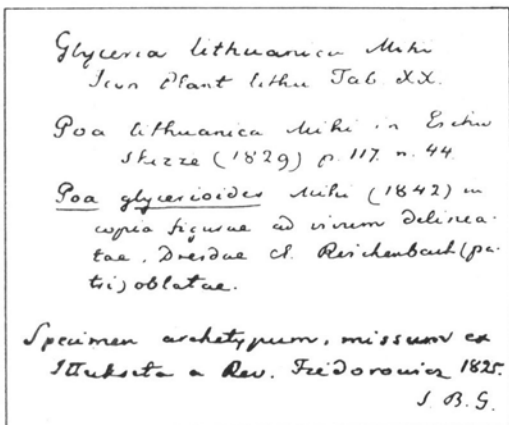 Glyceria lithuanica Mihi
Icon Plant lithu Tab XX.
Poa lithuanica Mihi in Eichw
Skizze (1829) p. 117. n. 44.
Poa glycerioides Mihi (1842) in
copia figurae ad vivum delinea-
tae, Dresdae cl. Reichenbach (pa-
tri) oblatae.
Specimen archetypum, missum ex
Illukszta a Rev. Fedorowicz 1825.
S. B. G.